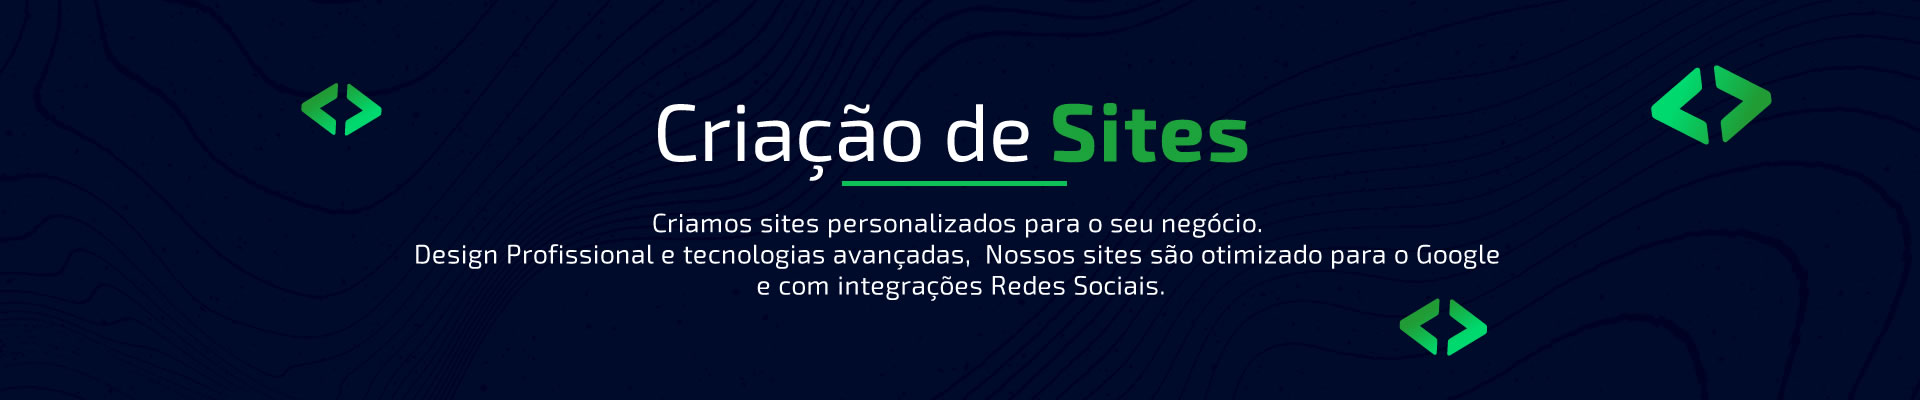 Criação de Sites
Criamos sites personalizados para o seu negócio.
Design Profissional e tecnologias avançadas,  Nossos sites são otimizado para o Google
e com integrações Redes Sociais.